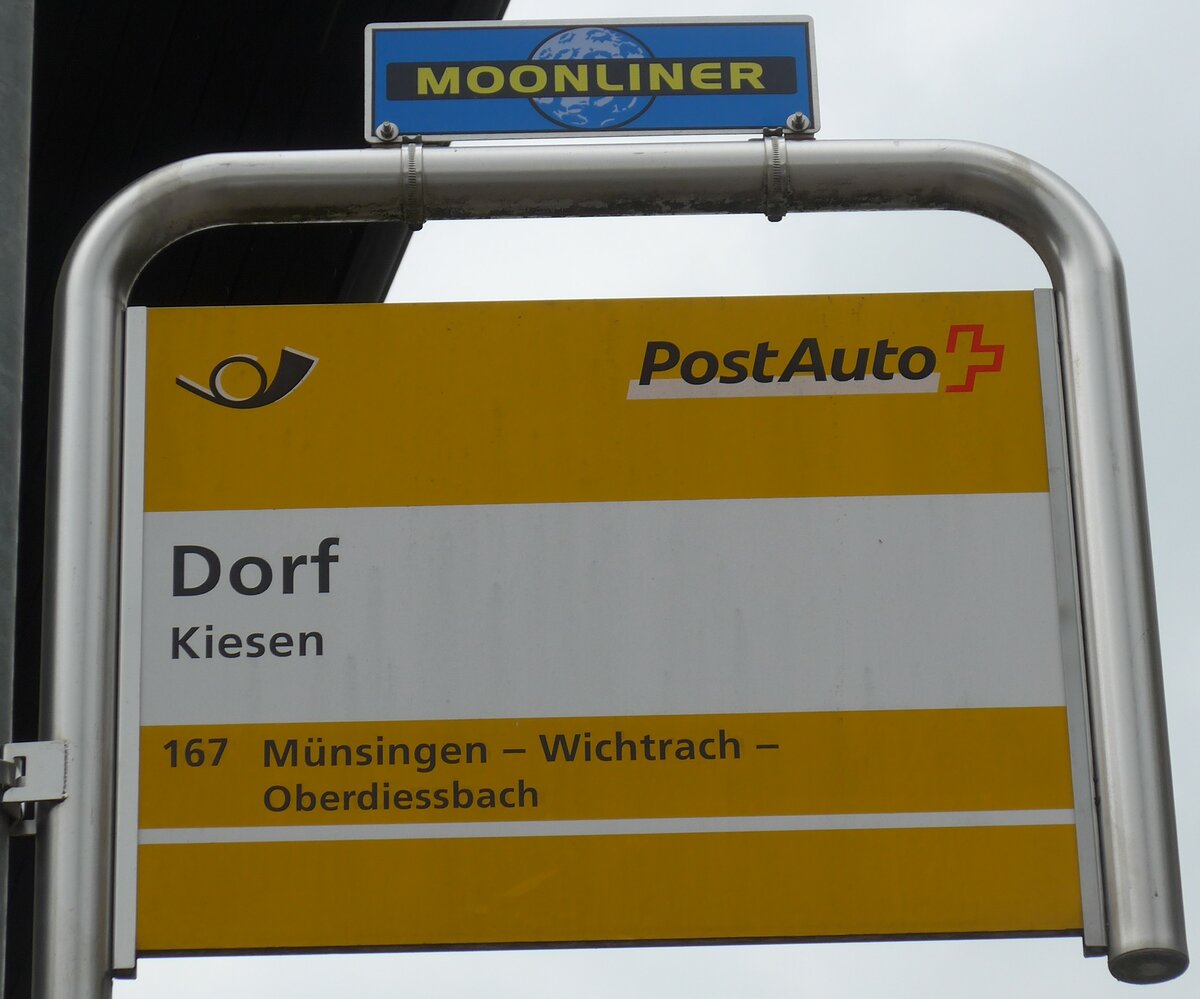 MOONLINER
PostAuto
Dorf
Kiesen
167 Münsingen – Wichtrach –
Oberdiessbach